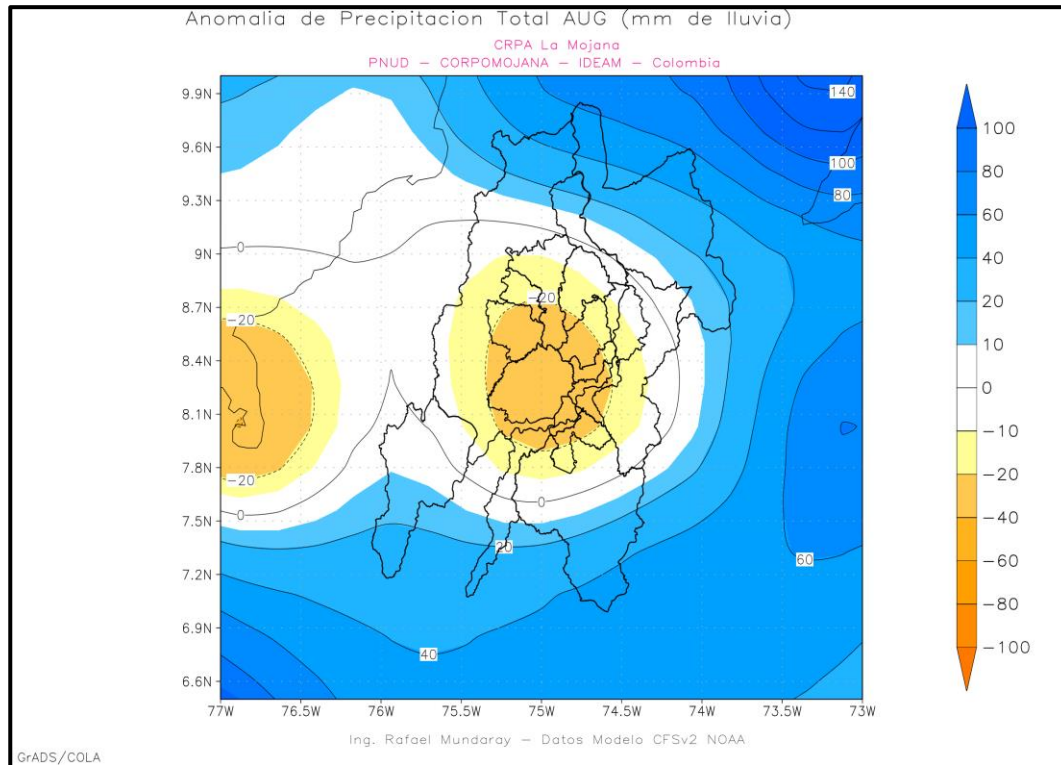 Anomalia de Precipitacion Total AUG (mm de lluvia)
CRPA La Mojana
PNUD – CORPOMOJANA – IDEAM – Colombia
9.9N
9.6N
9.3N
9N
8.7N
8.4N
8.1N
7.8N
7.5N
7.2N
6.9N
6.6N
140
100
80
0
-20
-20
-20
0
0
20
60
40
77W
76.5W
76W
75.5W
75W
74.5W
74W
73.5W
73W
100
80
60
40
20
10
0
-10
-20
-40
-60
-80
-100
Ing. Rafael Mundaray – Datos Modelo CFSv2 NOAA
GrADS/COLA